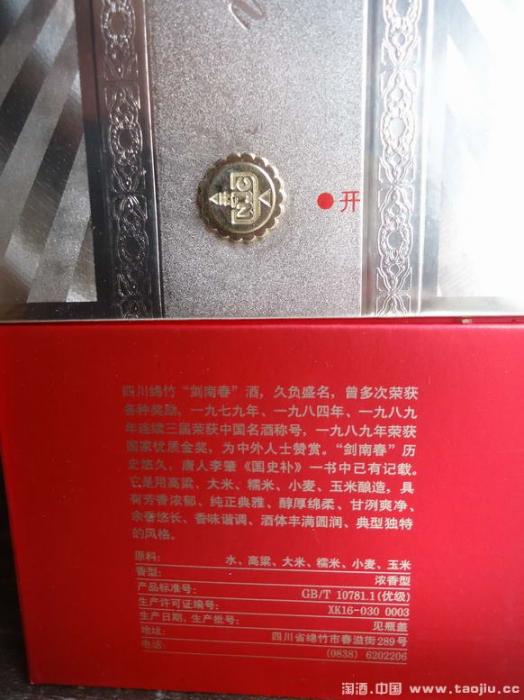 开
四川绵竹“剑南春”酒，久负盛名，曾多次荣获
各种奖励，一九七九年、一九八四年、一九八九
年连续三届荣获中国名酒称号，一九八九年荣获
国家优质金奖，为中外人士赞赏。“剑南春”历
史悠久，唐人李肇《国史补》一书中已有记载。
它是用高粱、大米、糯米、小麦、玉米酿造，具
有芳香浓郁、纯正典雅、醇厚绵柔、甘洌爽净、
余香悠长、香味谐调、酒体丰满圆润、典型独特
的风格。
原料： 水、高粱、大米、糯米、小麦、玉米
香型： 浓香型
产品标准号： GB/T 10781.1(优级)
生产许可证编号： XK16-030 0003
生产日期、生产批号： 见瓶盖
地址： 四川省绵竹市春溢街289号
电话： (0838) 6202206
淘酒.中国 www.taojiu.cc